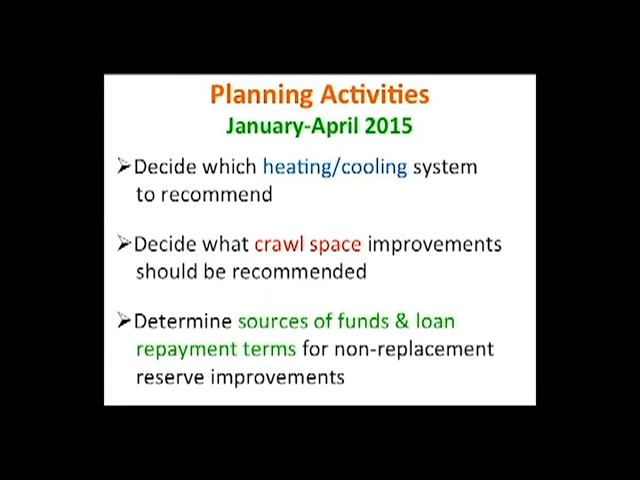 Planning Activities
January-April 2015
➢Decide which heating/cooling system
to recommend
➢Decide what crawl space improvements
should be recommended
➢Determine sources of funds & loan
repayment terms for non-replacement
reserve improvements